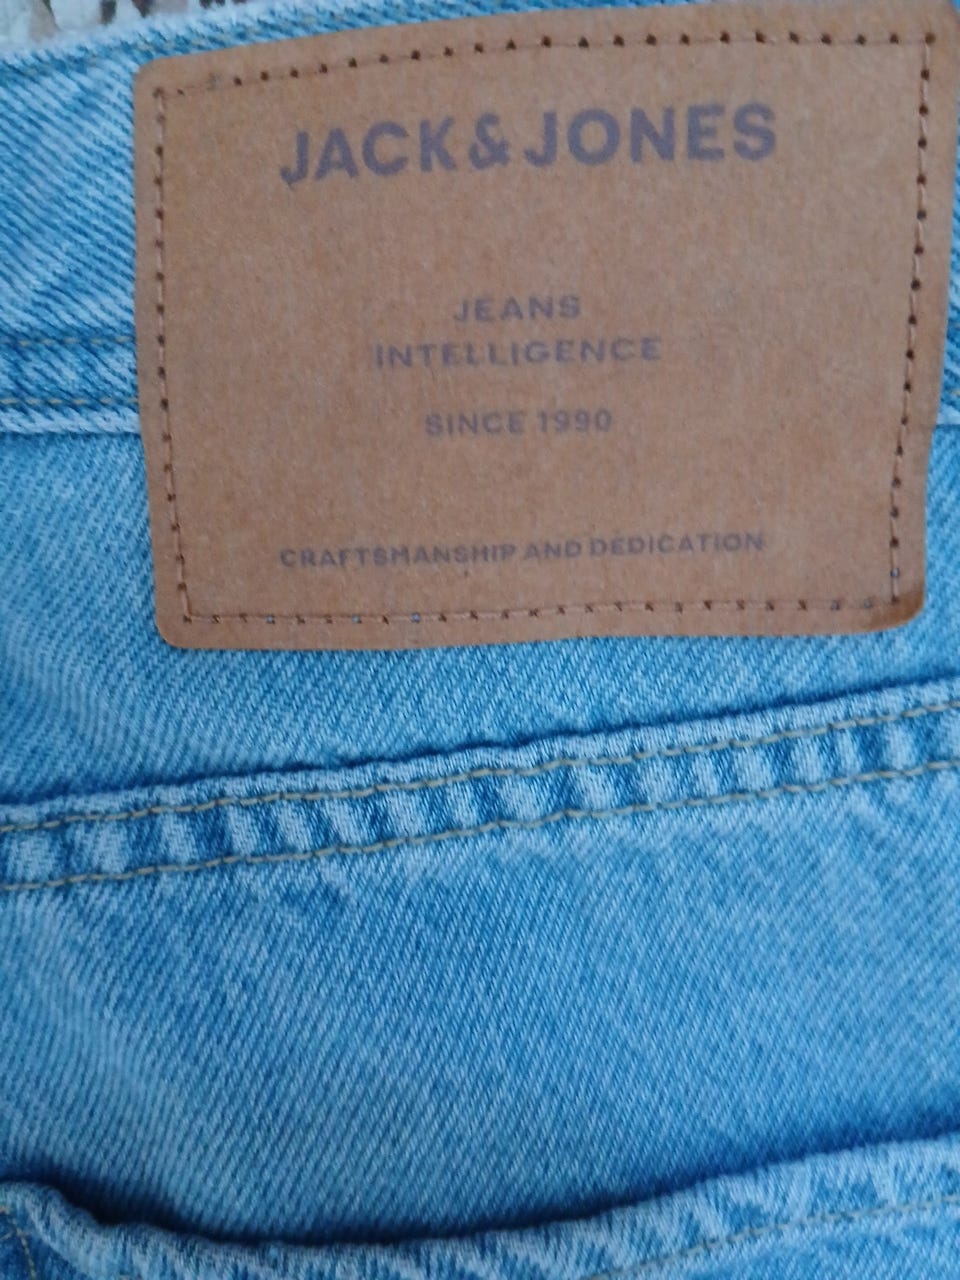 JACK & JONES
JEANS
INTELLIGENCE
SINCE 1990
CRAFTSMANSHIP AND DEDICATION